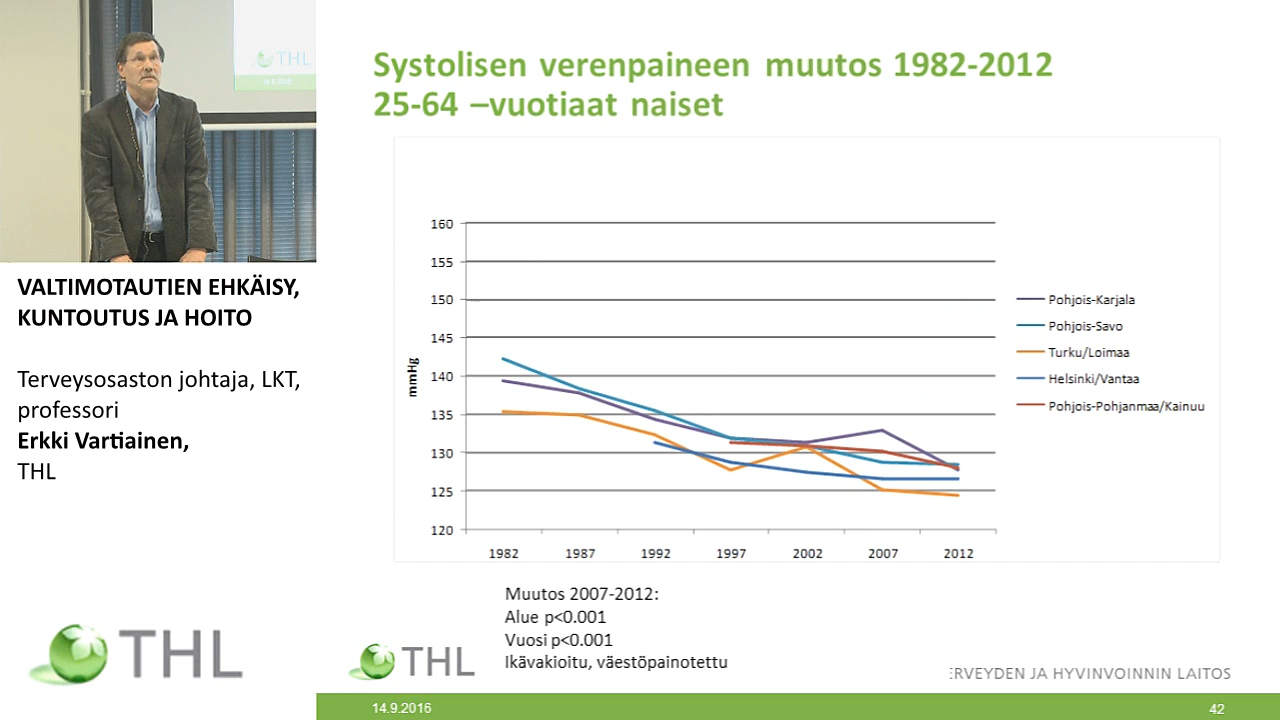 THL
VALTIMOTAUTIEN EHKÄISY,
KUNTOUTUS JA HOITO
Terveysosaston johtaja, LKT,
professori
Erkki Vartiainen,
THL
THL
Systolisen verenpaineen muutos 1982-2012
25-64 –vuotiaat naiset
mmHg
160
155
150
145
140
135
130
125
120
1982 1987 1992 1997 2002 2007 2012
Pohjois-Karjala
Pohjois-Savo
Turku/Loimaa
Helsinki/Vantaa
Pohjois-Pohjanmaa/Kainuu
Muutos 2007-2012:
Alue p<0.001
Vuosi p<0.001
Ikävakioitu, väestöpainotettu
THL
ERVEYDEN JA HYVINVOINNIN LAITOS
14.9.2016
42